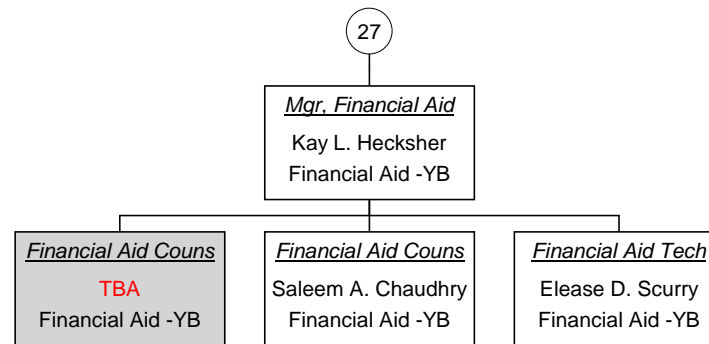 27
Mgr, Financial Aid
Kay L. Hecksher
Financial Aid -YB
Financial Aid Couns
TBA
Financial Aid -YB
Financial Aid Couns
Saleem A. Chaudhry
Financial Aid -YB
Financial Aid Tech
Elease D. Scurry
Financial Aid -YB